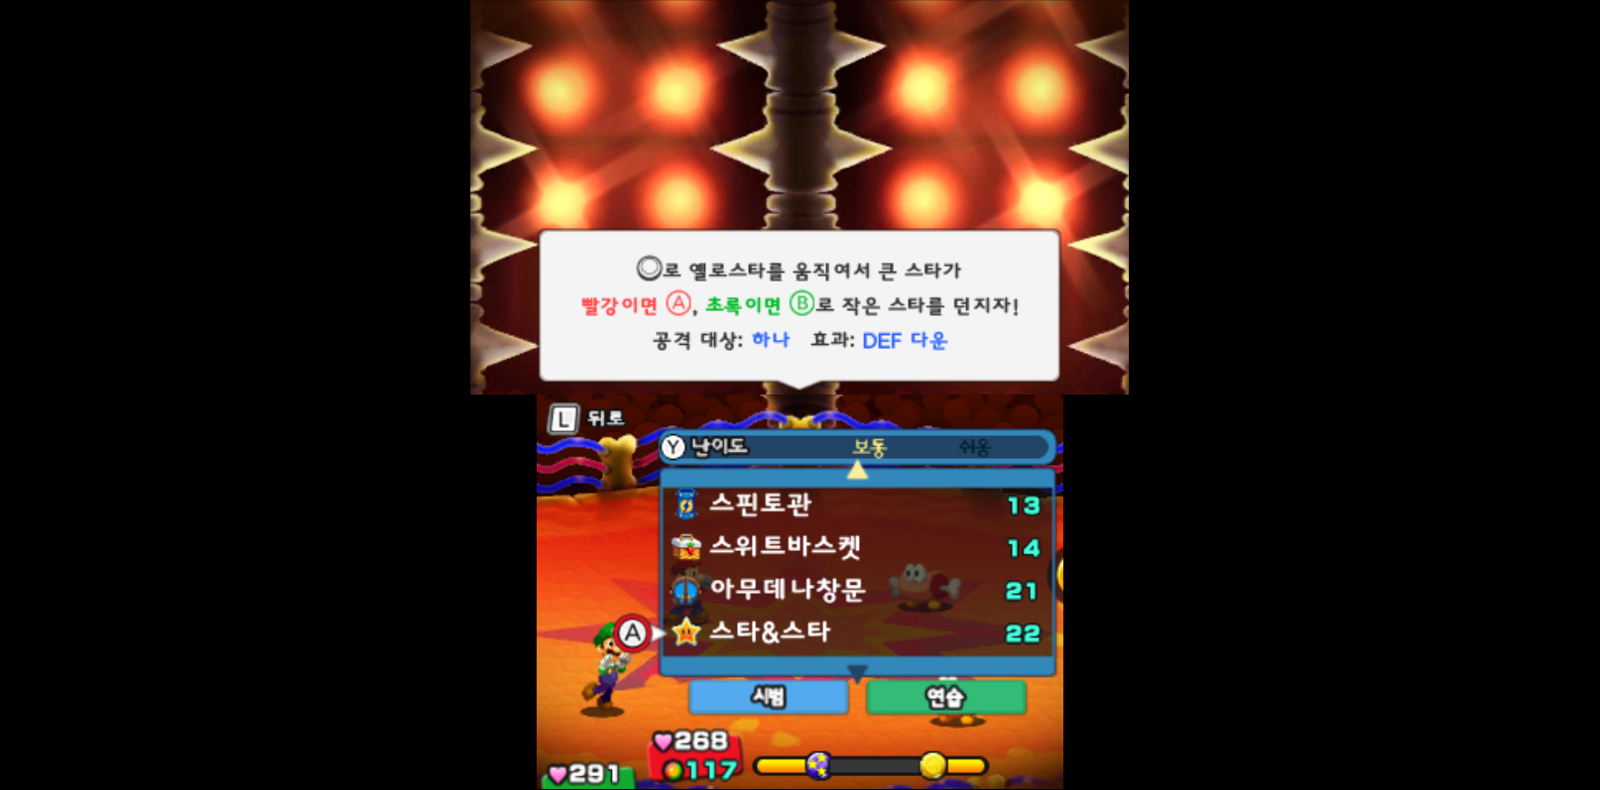 로 옐로스타를 움직여서 큰 스타가
빨강이면 Ⓐ, 초록이면 Ⓑ로 작은 스타를 던지자!
공격 대상: 하나 효과: DEF 다운
L 뒤로
Y 난이도 보통 쉬움
스핀토관 13
스위트바스켓 14
아무데나창문 21
A 스타&스타 22
시범 연습
268
117
291